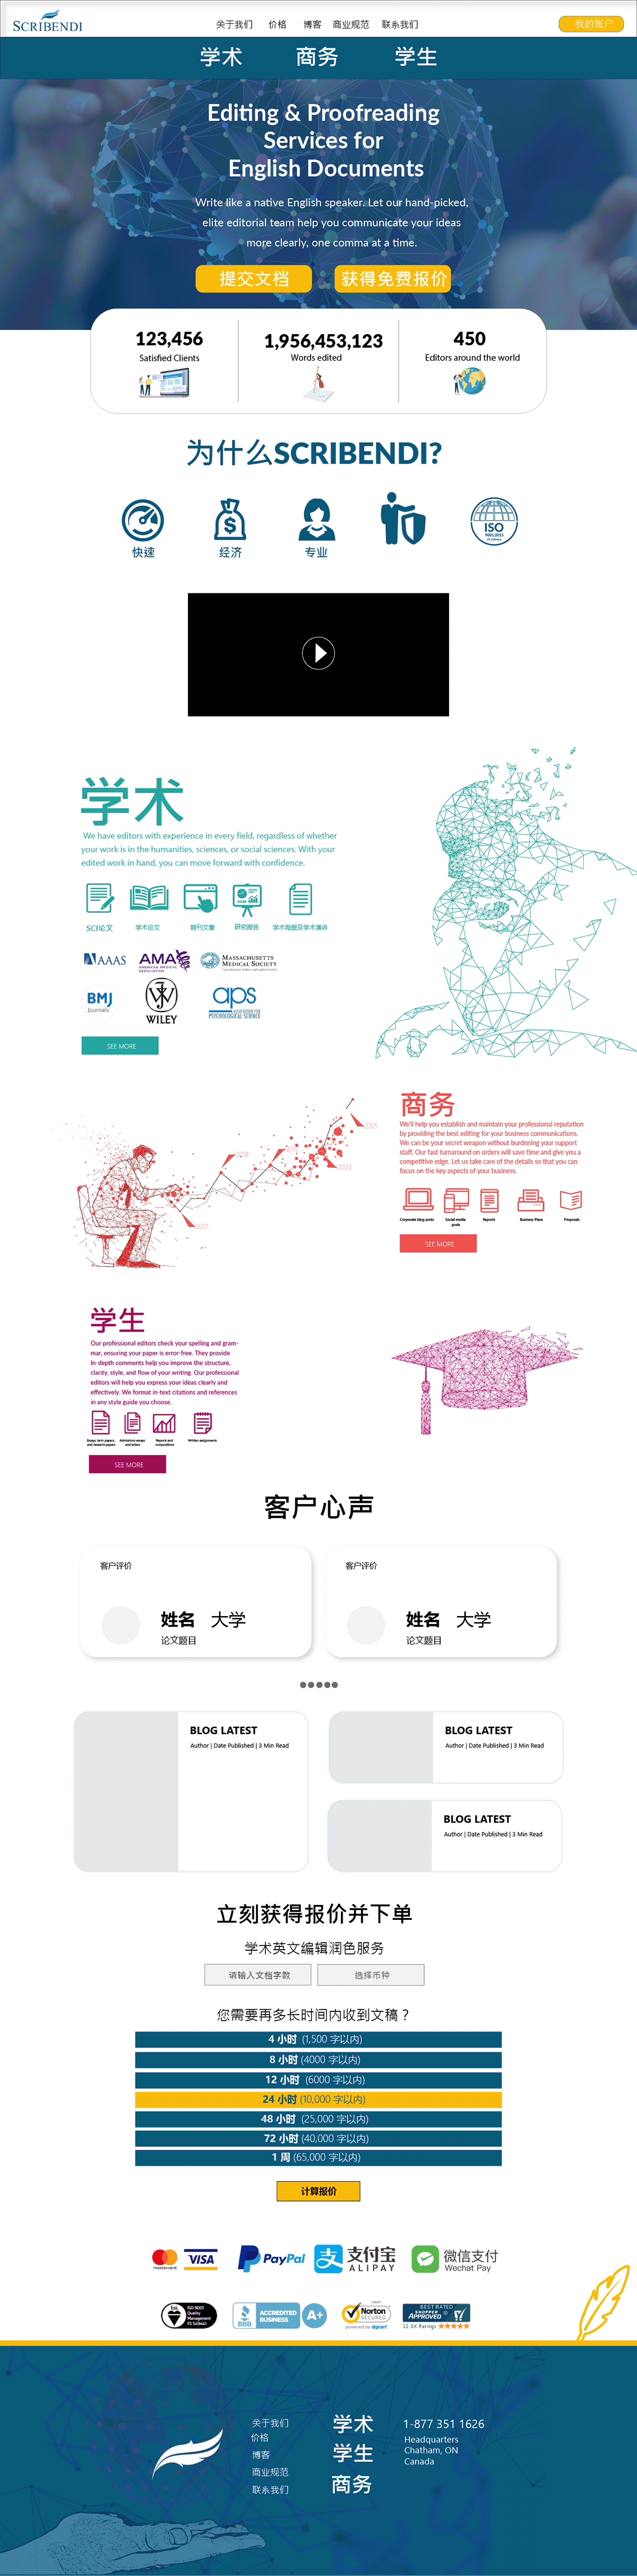 SCRIBENDI
关于我们 价格 博客 商业规范 联系我们
我的账户
学术 商务 学生
Editing & Proofreading
Services for
English Documents
Write like a native English speaker. Let our hand-picked,
elite editorial team help you communicate your ideas
more clearly, one comma at a time.
提交文档 获得免费报价
123,456
Satisfied Clients
1,956,453,123
Words edited
450
Editors around the world
为什么SCRIBENDI?
快速 经济 专业
ISO
9001:2015
学术
We have editors with experience in every field, regardless of whether
your work is in the humanities, sciences, or social sciences. With your
edited work in hand, you can move forward with confidence.
SCI论文 学术论文 期刊文章 研究报告 学术海报及学术演讲
AAAS
AMA
AMERICAN MEDICAL
ASSOCIATION
MASSACHUSETTS
MEDICAL SOCIETY
BMJ
Journals
WILEY
aps
ASSOCIATION FOR
PSYCHOLOGICAL SCIENCE
SEE MORE
商务
We'll help you establish and maintain your professional reputation
by providing the best editing for your business communications.
We can be your secret weapon without burdening your support
staff. Our fast turnaround on orders will save time and give you a
competitive edge. Let us take care of the details so that you can
focus on the key aspects of your business.
Corporate blog posts Social media posts Reports Business Plans Proposals
SEE MORE
2017
2021
学生
Our professional editors check your spelling and gram-
mar, ensuring your paper is error-free. They provide
In-depth comments help you improve the structure,
clarity, style, and flow of your writing. Our professional
editors will help you express your ideas clearly and
effectively. We format in-text citations and references
in any style guide you choose.
Essays, term papers, and research papers Admissions essays and letters Reports and compositions Written assignments
SEE MORE
客户心声
客户评价
姓名 大学
论文题目
客户评价
姓名 大学
论文题目
BLOG LATEST
Author | Date Published | 3 Min Read
BLOG LATEST
Author | Date Published | 3 Min Read
BLOG LATEST
Author | Date Published | 3 Min Read
立刻获得报价并下单
学术英文编辑润色服务
请输入文档字数 选择币种
您需要再多长时间内收到文稿？
4 小时 (1,500 字以内)
8 小时 (4000 字以内)
12 小时 (6000 字以内)
24 小时 (10,000 字以内)
48 小时 (25,000 字以内)
72 小时 (40,000 字以内)
1 周 (65,000 字以内)
计算报价
mastercard VISA PayPal 支付宝 ALIPAY 微信支付 Wechat Pay
bsi. ISO 9001 Quality Management
BBB ACCREDITED BUSINESS A+
Norton SECURED powered by digicert
BEST RATED SHOPPER APPROVED
关于我们
价格
博客
商业规范
联系我们
学术
学生
商务
1-877 351 1626
Headquarters
Chatham, ON
Canada